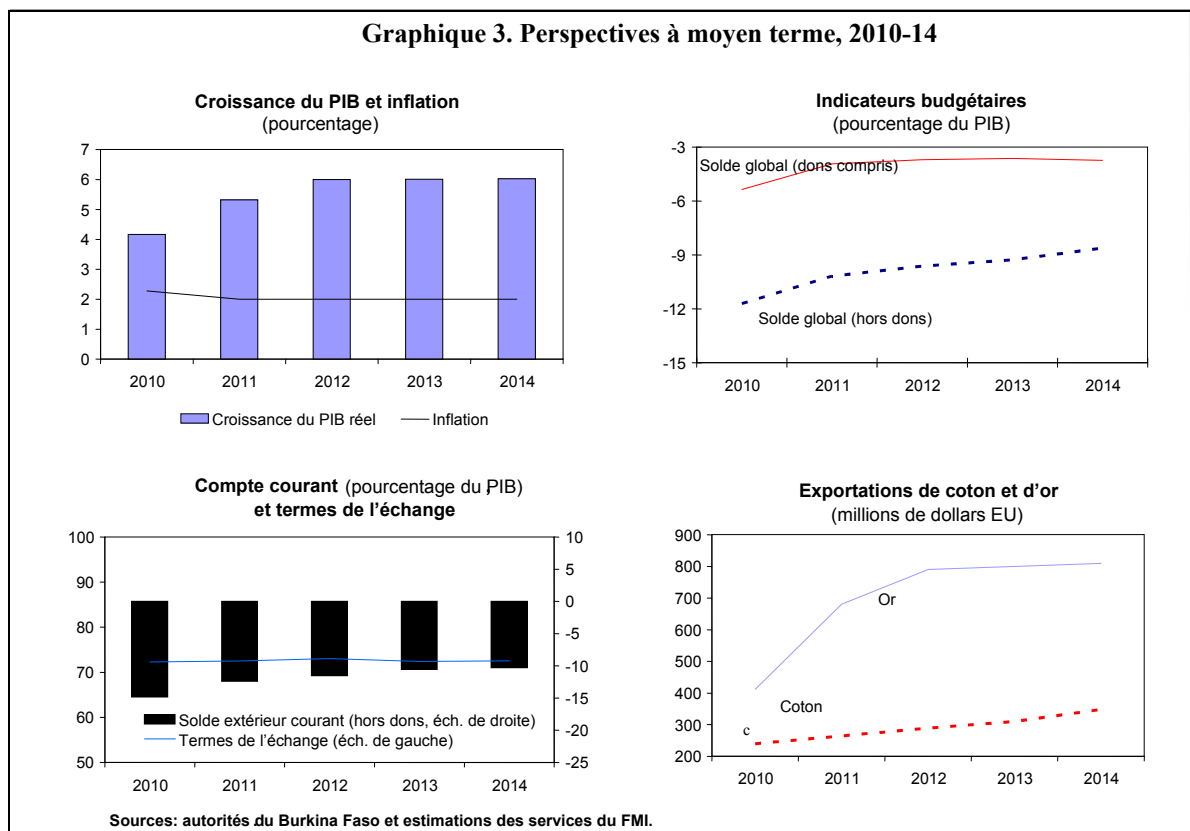 Graphique 3. Perspectives à moyen terme, 2010-14
Croissance du PIB et inflation
(pourcentage)
7
6
5
4
3
2
1
0
2010 2011 2012 2013 2014
Croissance du PIB réel Inflation
Indicateurs budgétaires
(pourcentage du PIB)
-3
Solde global (dons compris)
-6
-9
-12
Solde global (hors dons)
-15
2010 2011 2012 2013 2014
Compte courant (pourcentage du PIB)
et termes de l'échange
100 10
90 5
80 0
70 -5
60 -10
50 -15
-20
-25
Solde extérieur courant (hors dons, éch. de droite)
Termes de l'échange (éch. de gauche)
2010 2011 2012 2013 2014
Exportations de coton et d'or
(millions de dollars EU)
900
800
700
600
Or
500
400
Coton
300
c
200
2010 2011 2012 2013 2014
Sources: autorités du Burkina Faso et estimations des services du FMI.